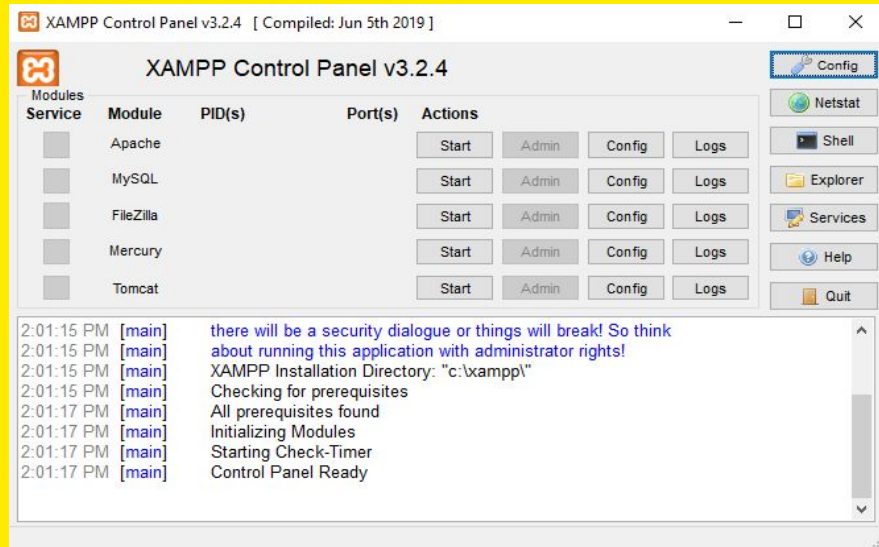 XAMPP Control Panel v3.2.4 [ Compiled: Jun 5th 2019 ]
XAMPP Control Panel v3.2.4
Config
Modules
Service Module PID(s) Port(s) Actions
Netstat
Apache Start Admin Config Logs
Shell
MySQL Start Admin Config Logs
Explorer
FileZilla Start Admin Config Logs
Services
Mercury Start Admin Config Logs
Help
Tomcat Start Admin Config Logs
Quit
2:01:15 PM [main] there will be a security dialogue or things will break! So think
2:01:15 PM [main] about running this application with administrator rights!
2:01:15 PM [main] XAMPP Installation Directory: "c:\xampp\"
2:01:15 PM [main] Checking for prerequisites
2:01:17 PM [main] All prerequisites found
2:01:17 PM [main] Initializing Modules
2:01:17 PM [main] Starting Check-Timer
2:01:17 PM [main] Control Panel Ready